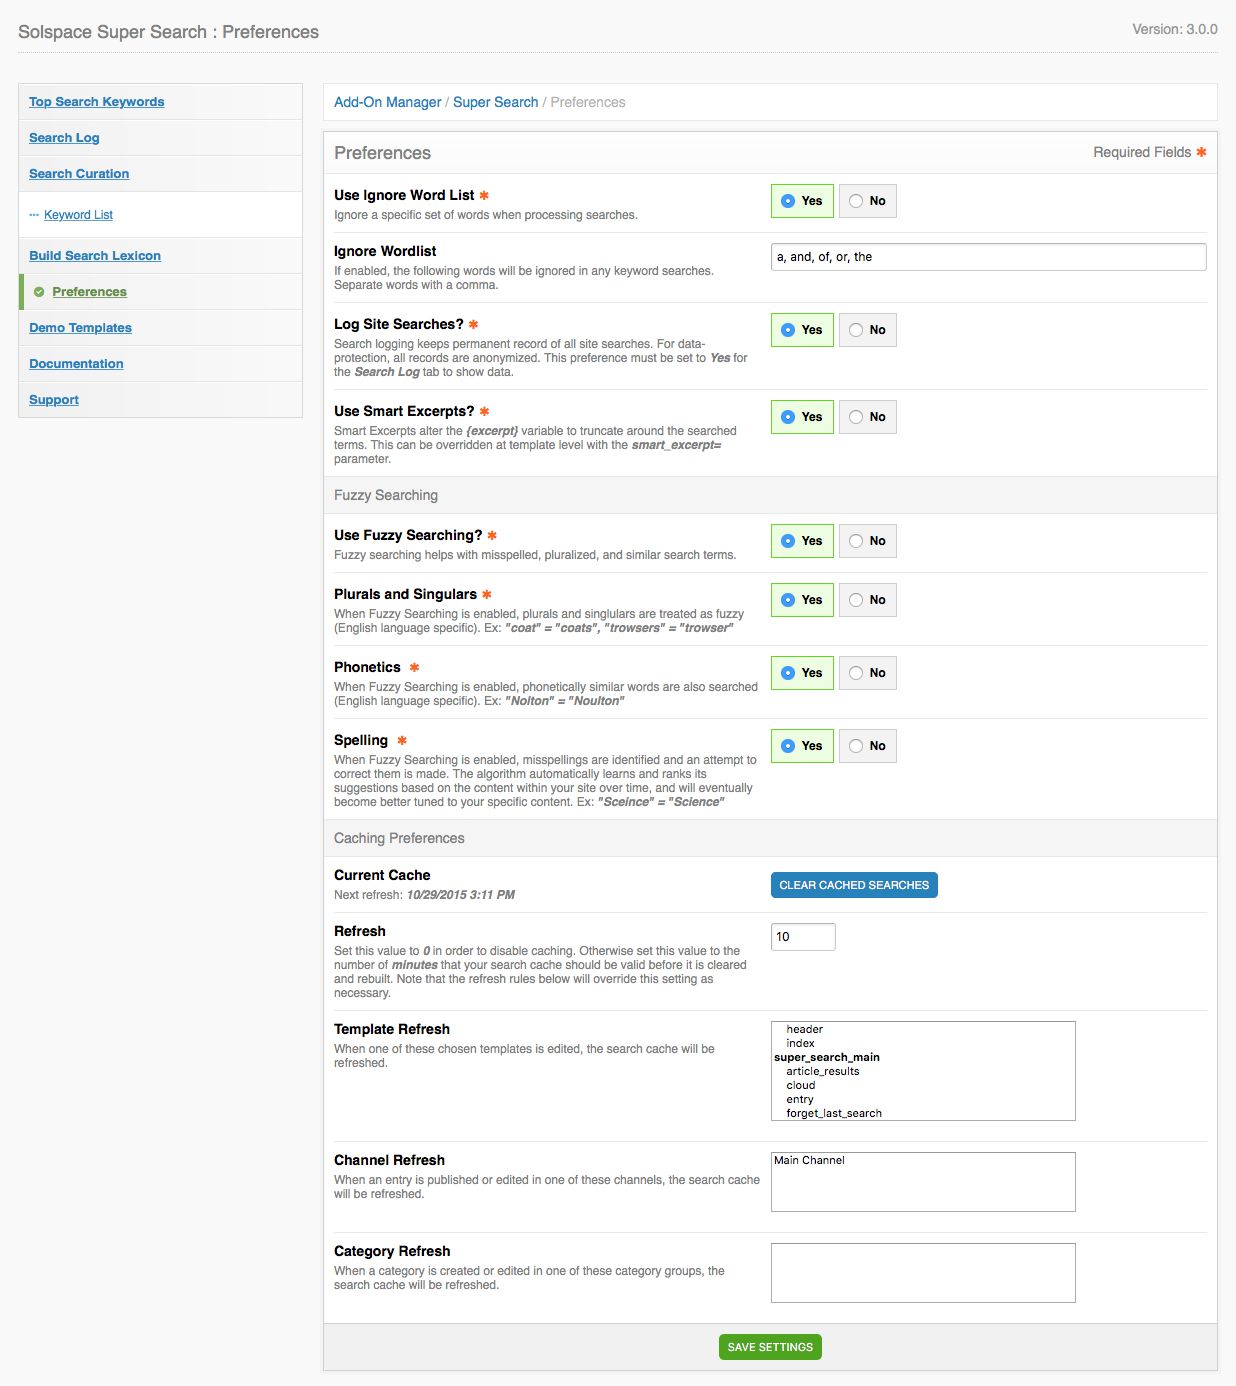 Solspace Super Search : Preferences
Version: 3.0.0
Top Search Keywords
Search Log
Search Curation
Keyword List
Build Search Lexicon
Preferences
Demo Templates
Documentation
Support
Add-On Manager / Super Search / Preferences
Preferences
Required Fields ✱
Use Ignore Word List ✱
Ignore a specific set of words when processing searches.
Yes
No
Ignore Wordlist
If enabled, the following words will be ignored in any keyword searches.
Separate words with a comma.
a, and, of, or, the
Log Site Searches? ✱
Search logging keeps permanent record of all site searches. For data-
protection, all records are anonymized. This preference must be set to Yes for
the Search Log tab to show data.
Yes
No
Use Smart Excerpts? ✱
Smart Excerpts alter the {excerpt} variable to truncate around the searched
terms. This can be overridden at template level with the smart_excerpt=
parameter.
Yes
No
Fuzzy Searching
Use Fuzzy Searching? ✱
Fuzzy searching helps with misspelled, pluralized, and similar search terms.
Yes
No
Plurals and Singulars ✱
When Fuzzy Searching is enabled, plurals and singlulars are treated as fuzzy
(English language specific). Ex: "coat" = "coats", "trowsers" = "trowser"
Yes
No
Phonetics ✱
When Fuzzy Searching is enabled, phonetically similar words are also searched
(English language specific). Ex: "Nolton" = "Noulton"
Yes
No
Spelling ✱
When Fuzzy Searching is enabled, misspellings are identified and an attempt to
correct them is made. The algorithm automatically learns and ranks its
suggestions based on the content within your site over time, and will eventually
become better tuned to your specific content. Ex: "Sceince" = "Science"
Yes
No
Caching Preferences
Current Cache
Next refresh: 10/29/2015 3:11 PM
CLEAR CACHED SEARCHES
Refresh
Set this value to 0 in order to disable caching. Otherwise set this value to the
number of minutes that your search cache should be valid before it is cleared
and rebuilt. Note that the refresh rules below will override this setting as
necessary.
10
Template Refresh
When one of these chosen templates is edited, the search cache will be
refreshed.
header
index
super_search_main
article_results
cloud
entry
forget_last_search
Channel Refresh
When an entry is published or edited in one of these channels, the search cache
will be refreshed.
Main Channel
Category Refresh
When a category is created or edited in one of these category groups, the
search cache will be refreshed.
SAVE SETTINGS